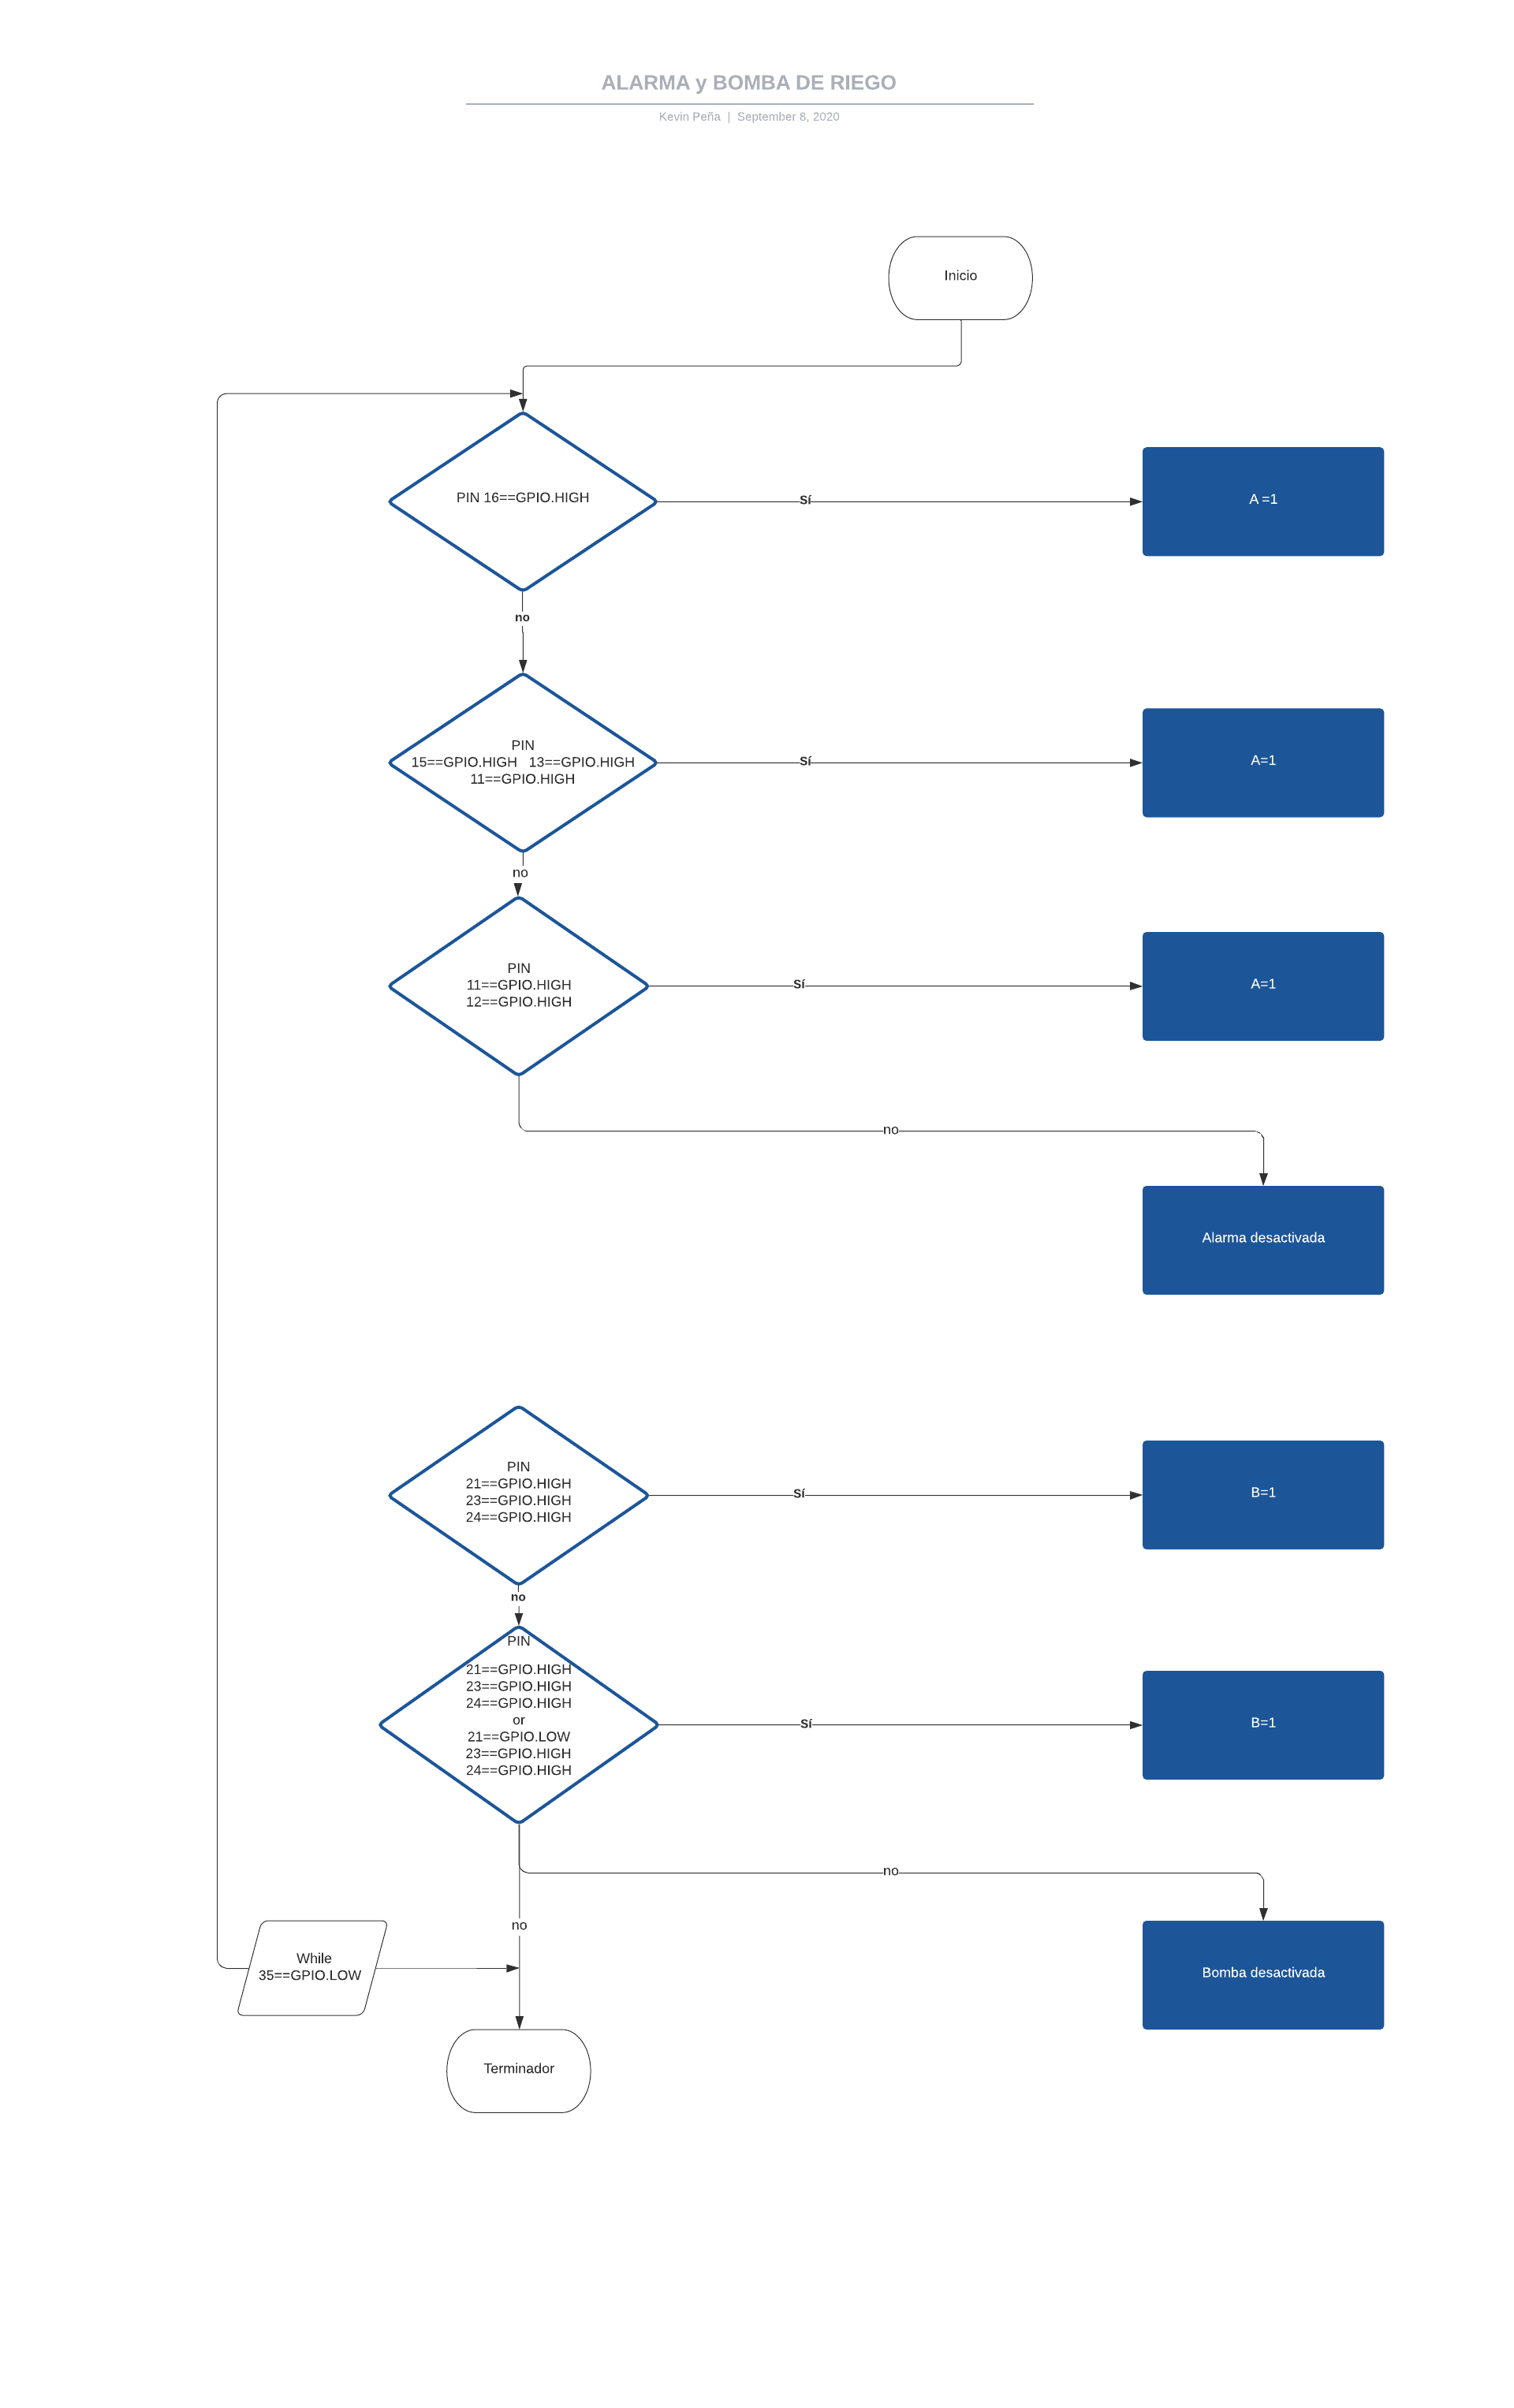 ALARMA y BOMBA DE RIEGO
Kevin Peña | September 8, 2020
Inicio
PIN 16==GPIO.HIGH
Sí
A =1
no
PIN
15==GPIO.HIGH 13==GPIO.HIGH
11==GPIO.HIGH
Sí
A=1
no
PIN
11==GPIO.HIGH
12==GPIO.HIGH
Sí
A=1
no
Alarma desactivada
PIN
21==GPIO.HIGH
23==GPIO.HIGH
24==GPIO.HIGH
Sí
B=1
no
PIN
21==GPIO.HIGH
23==GPIO.HIGH
24==GPIO.HIGH
or
21==GPIO.LOW
23==GPIO.HIGH
24==GPIO.HIGH
Sí
B=1
no
no
While
35==GPIO.LOW
Bomba desactivada
Terminador